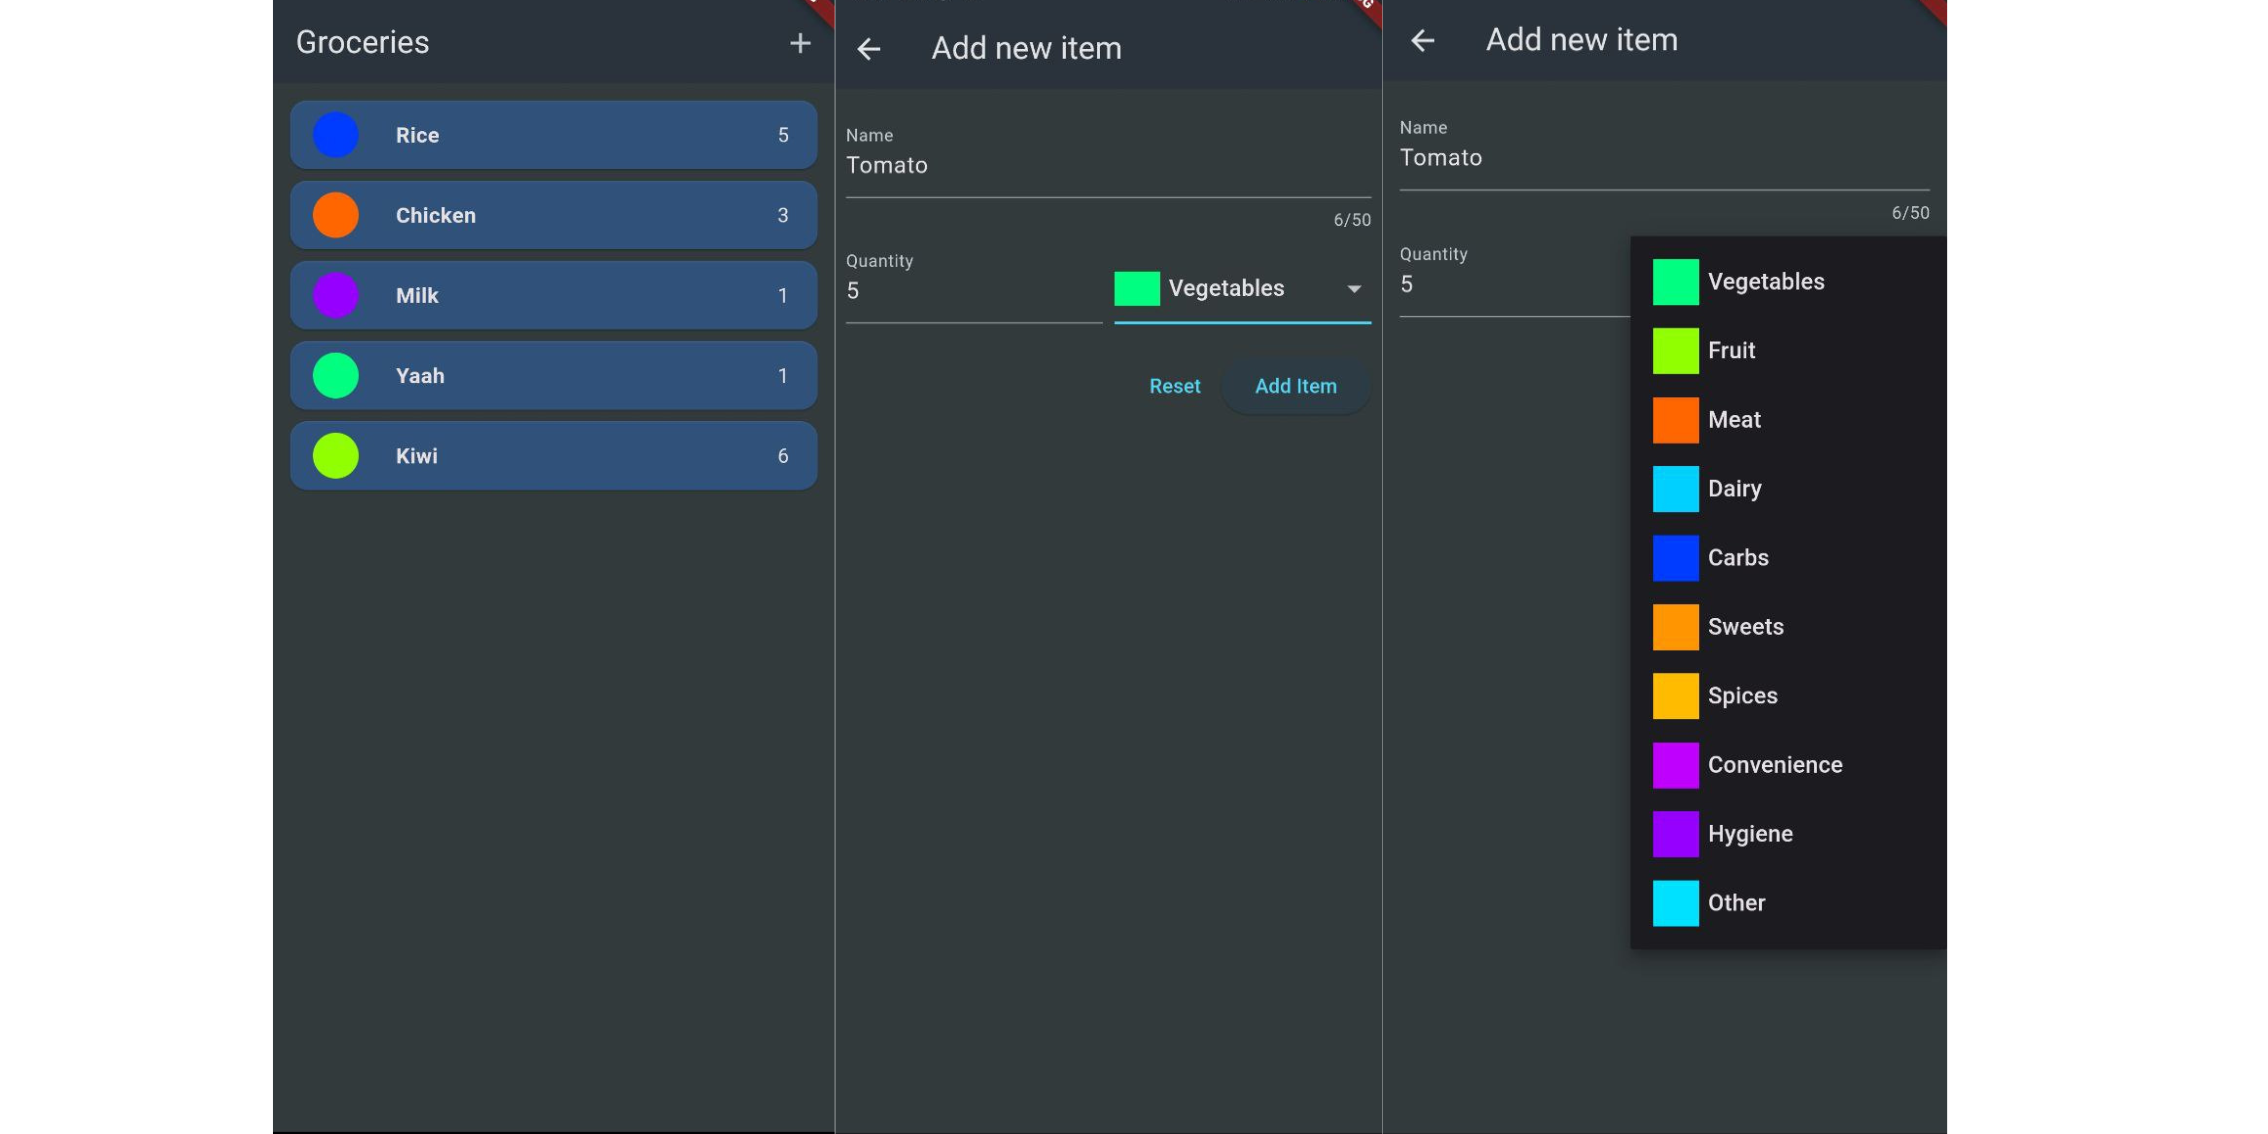 Groceries +
Rice 5
Chicken 3
Milk 1
Yaah 1
Kiwi 6
Add new item
Name
Tomato
6/50
Quantity
5
Vegetables
Reset Add Item
Add new item
Name
Tomato
6/50
Quantity
5
Vegetables
Fruit
Meat
Dairy
Carbs
Sweets
Spices
Convenience
Hygiene
Other